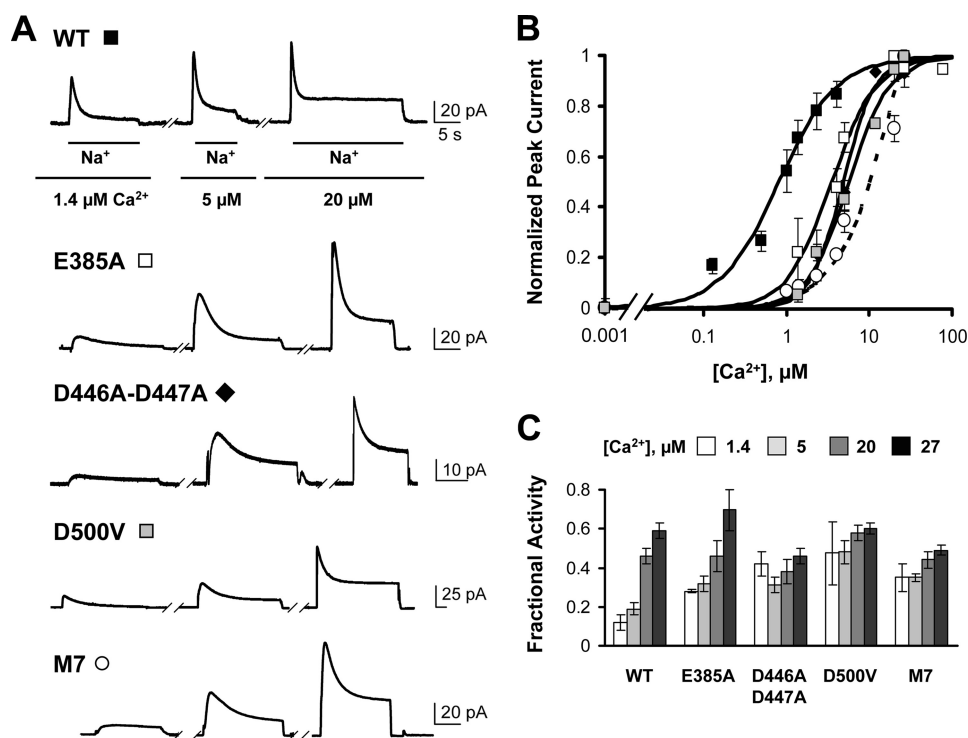 A
WT
20 pA
5 s
Na⁺ Na⁺ Na⁺
1.4 µM Ca²⁺ 5 µM 20 µM
E385A
20 pA
D446A-D447A
10 pA
D500V
25 pA
M7
20 pA
B
Normalized Peak Current
1
0.8
0.6
0.4
0.2
0
0.001 0.1 1 10 100
[Ca²⁺], µM
C
[Ca²⁺], µM 1.4 5 20 27
Fractional Activity
0.8
0.6
0.4
0.2
0
WT E385A D446A D500V M7
D447A